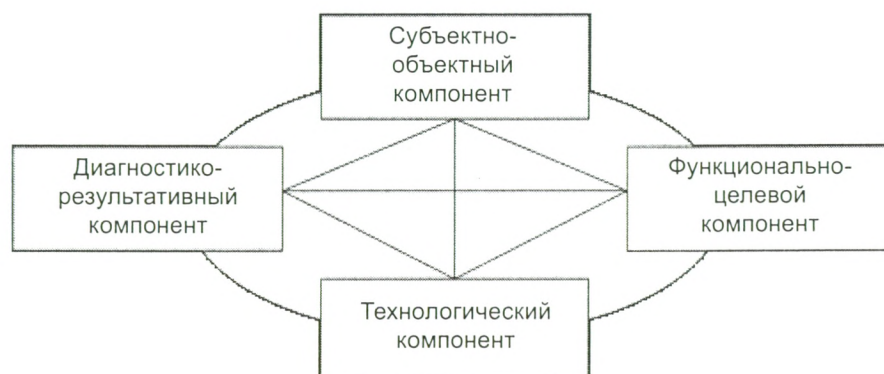 Субъектно-
объектный
компонент
Диагностико-
результативный
компонент
Функционально-
целевой
компонент
Технологический
компонент